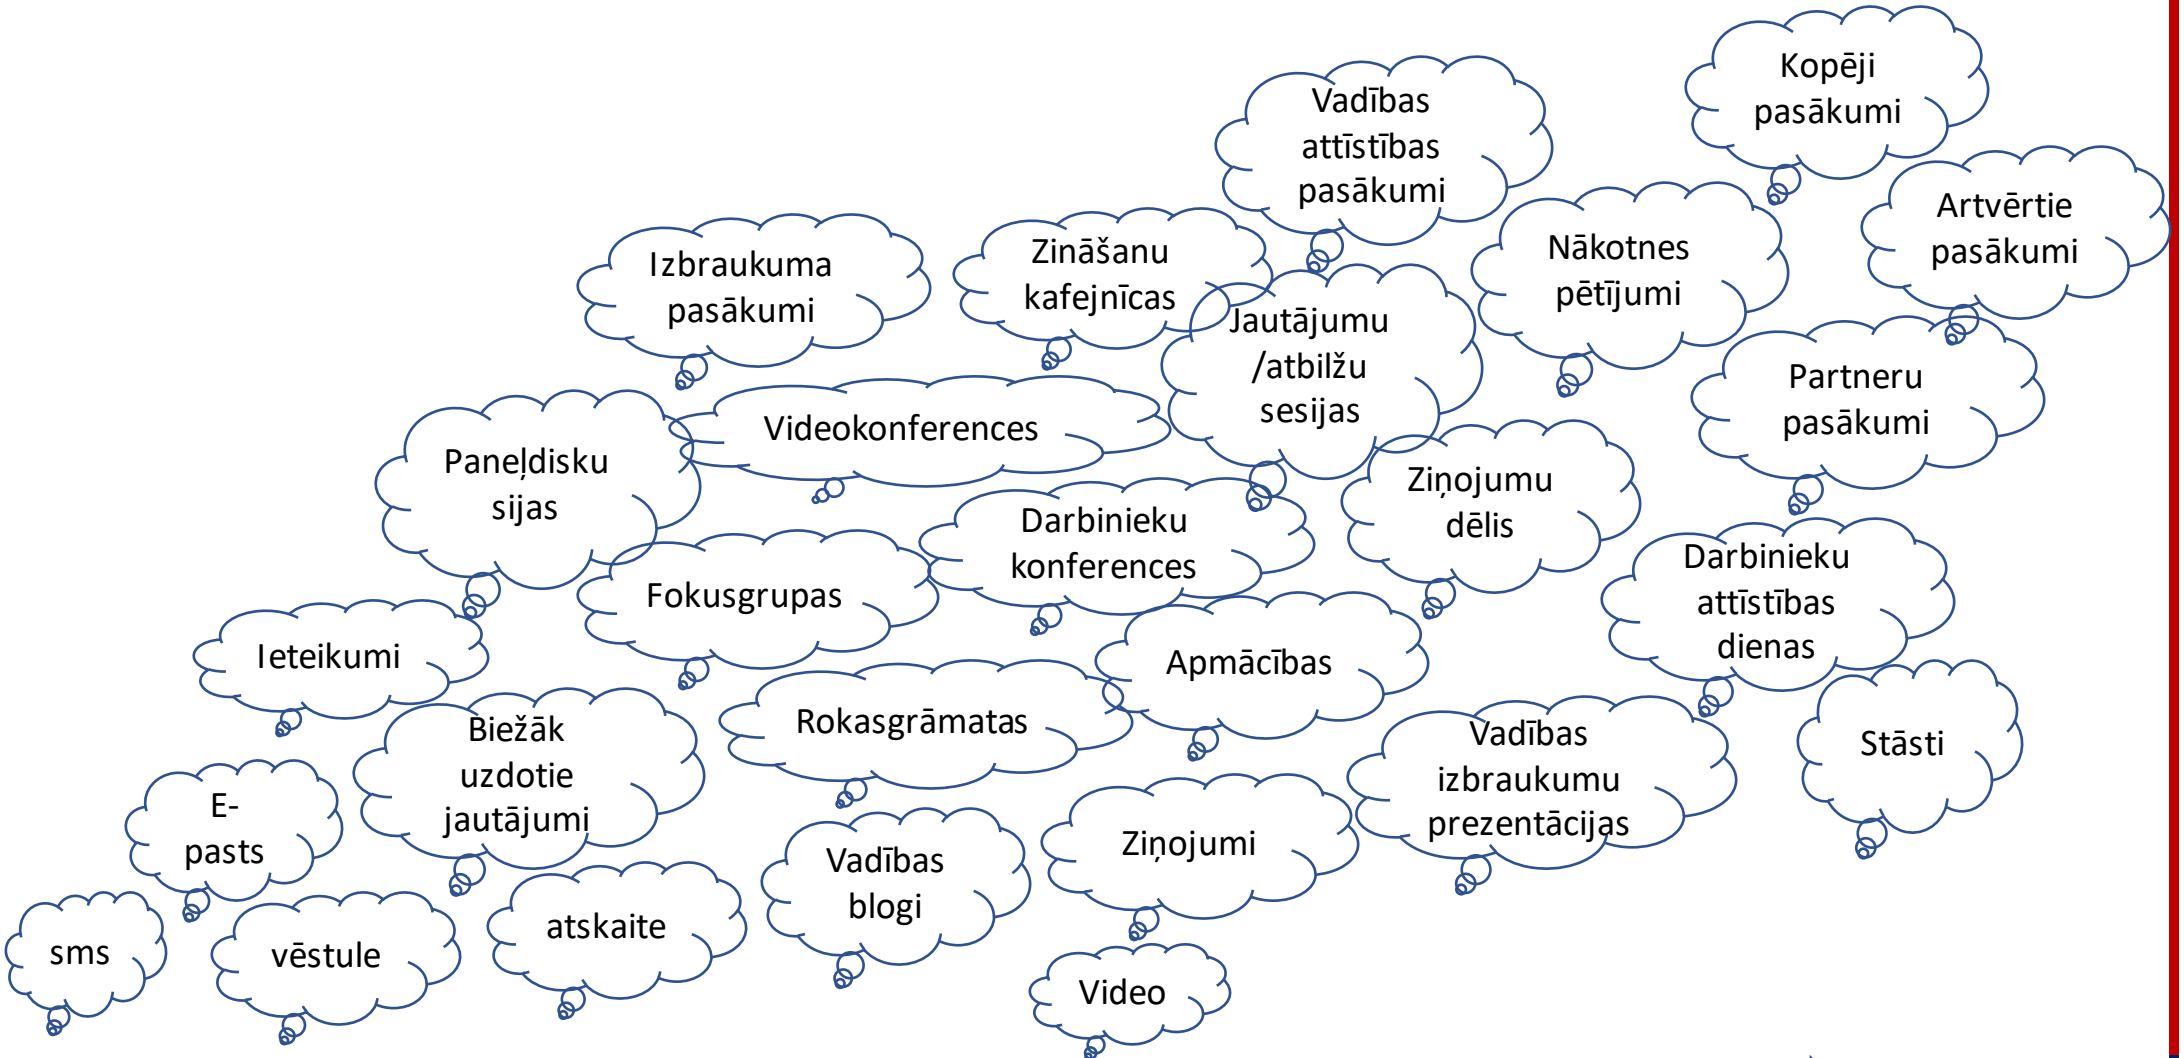 Kopēji
pasākumi
Vadības
attīstības
pasākumi
Artvērtie
pasākumi
Izbraukuma
pasākumi
Zināšanu
kafejnīcas
Nākotnes
pētījumi
Jautājumu
/atbilžu
sesijas
Partneru
pasākumi
Videokonferences
Paneļdisku
sijas
Ziņojumu
dēlis
Darbinieku
konferences
Darbinieku
attīstības
dienas
Fokusgrupas
Ieteikumi
Apmācības
Rokasgrāmatas
Biežāk
uzdotie
jautājumi
Vadības
izbraukumu
prezentācijas
Stāsti
E-
pasts
Ziņojumi
Vadības
blogi
atskaite
sms
vēstule
Video